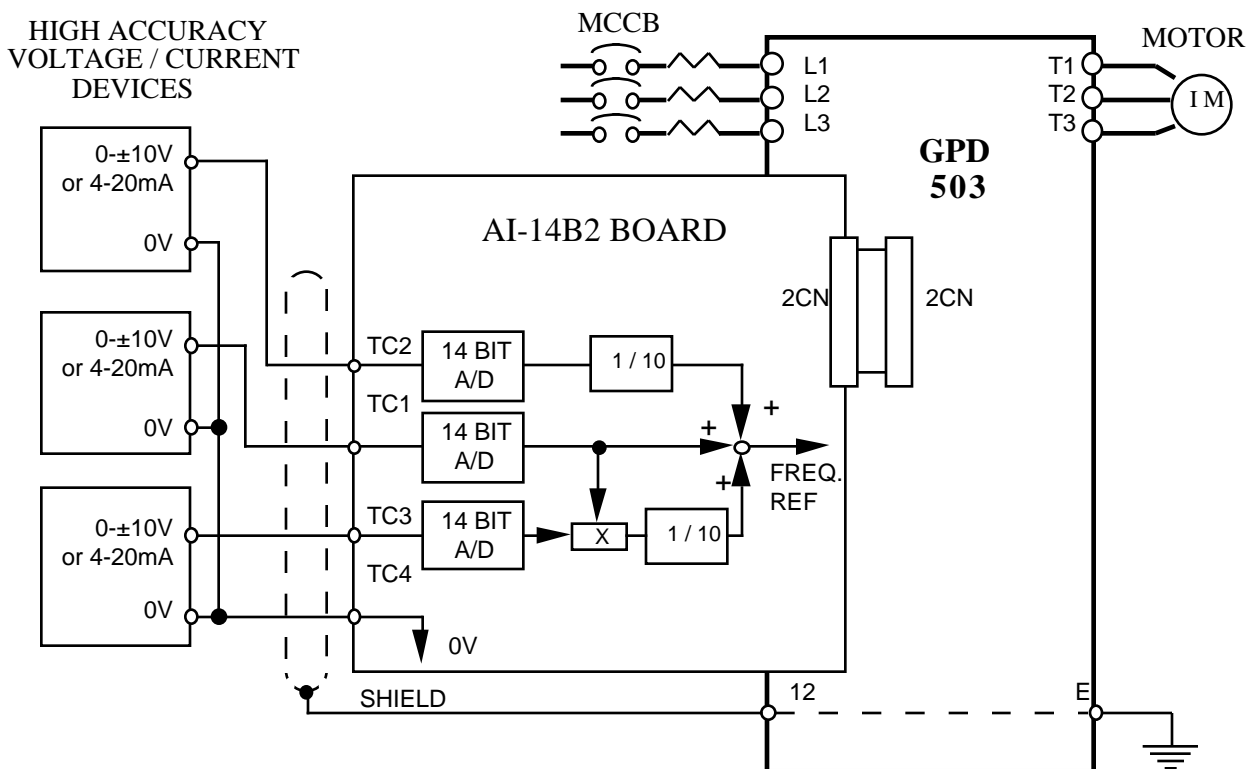 HIGH ACCURACY
VOLTAGE / CURRENT
DEVICES
MCCB
MOTOR
L1
L2
L3
T1
T2
T3
I M
GPD
503
0-±10V
or 4-20mA
0V
0-±10V
or 4-20mA
0V
0-±10V
or 4-20mA
0V
AI-14B2 BOARD
2CN
2CN
TC2
14 BIT
A/D
1 / 10
+
TC1
14 BIT
A/D
+
FREQ.
REF
+
TC3
14 BIT
A/D
X
1 / 10
TC4
0V
SHIELD
12
E